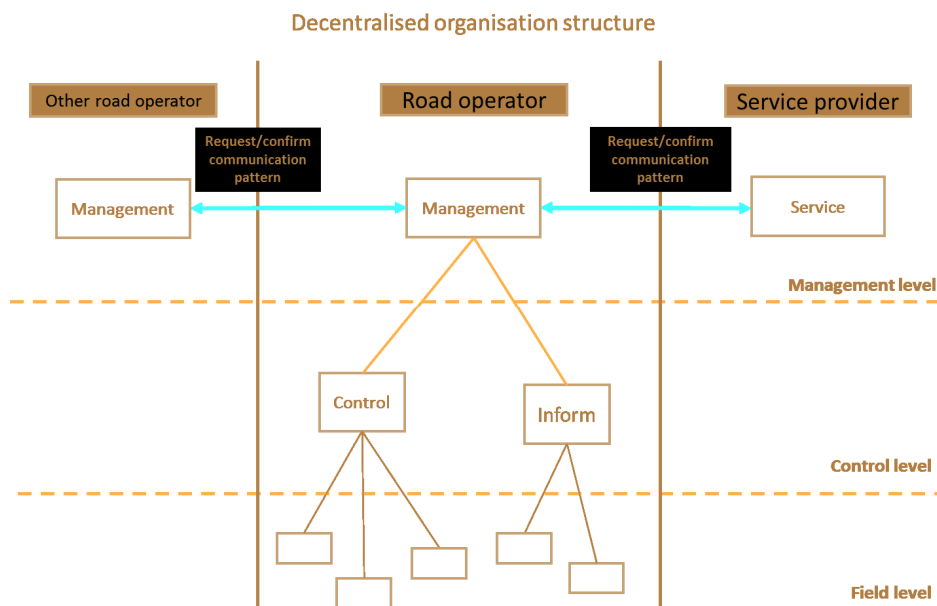 Decentralised organisation structure
Other road operator
Road operator
Service provider
Request/confirm
communication
pattern
Request/confirm
communication
pattern
Management
Management
Service
Management level
Control
Inform
Control level
Field level